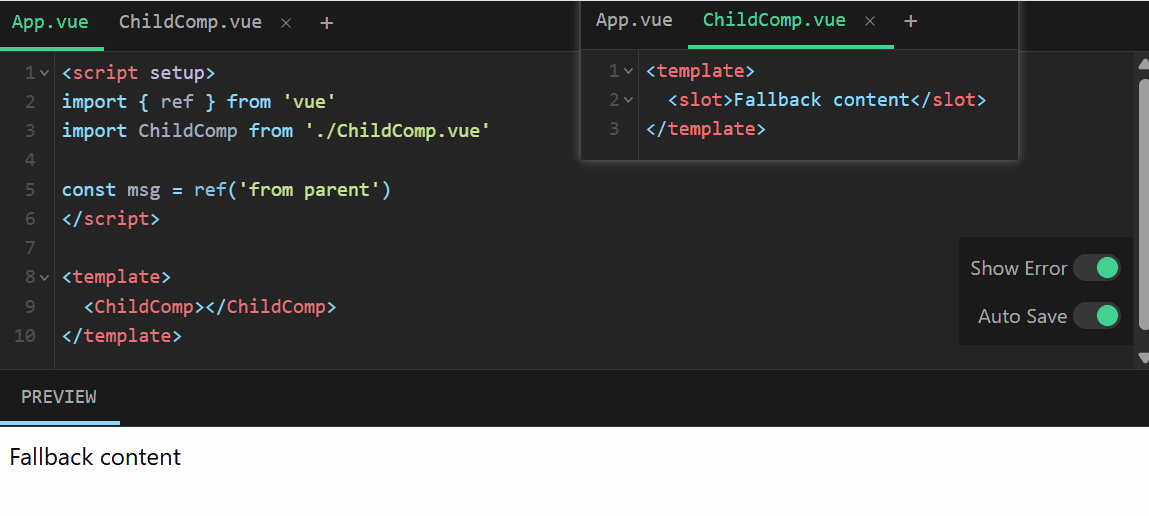 App.vue ChildComp.vue × +
1 <script setup>
2 import { ref } from 'vue'
3 import ChildComp from './ChildComp.vue'
4
5 const msg = ref('from parent')
6 </script>
7
8 <template>
9   <ChildComp></ChildComp>
10 </template>
App.vue ChildComp.vue × +
1 <template>
2   <slot>Fallback content</slot>
3 </template>
Show Error
Auto Save
PREVIEW
Fallback content